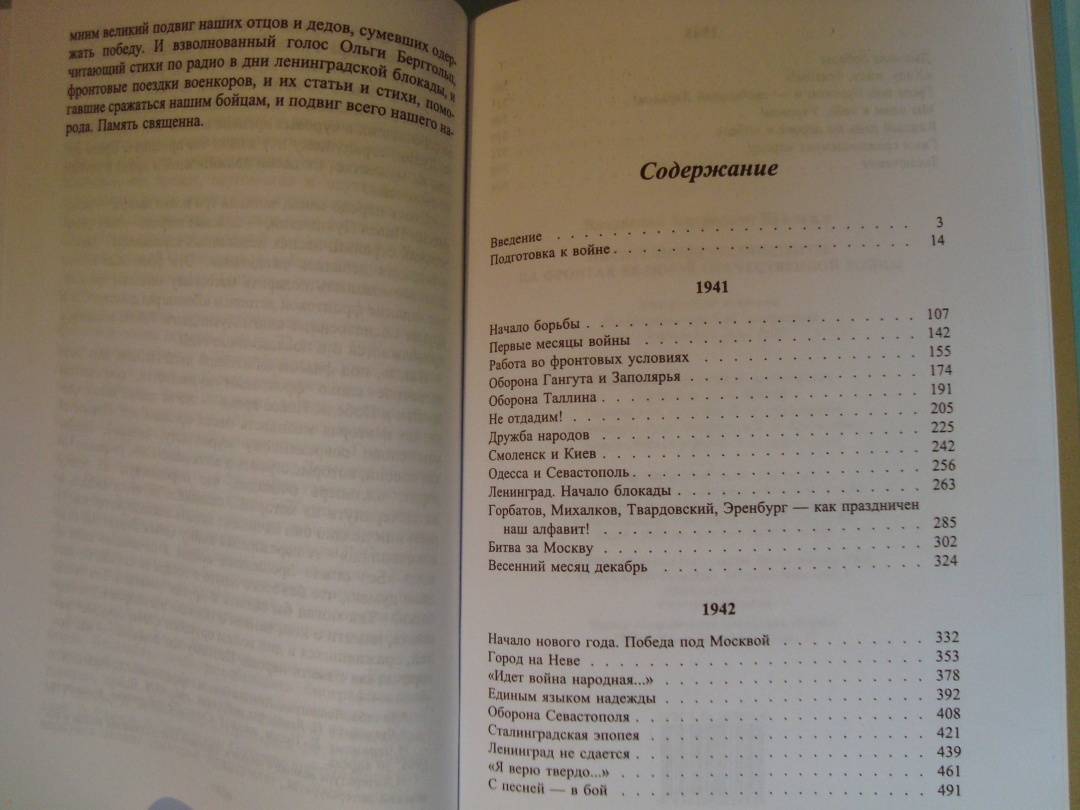 мним великий подвиг наших отцов и дедов, сумевших одер-
жать победу. И взволнованный голос Ольги Берггольц,
читающий стихи по радио в дни ленинградской блокады, и
фронтовые поездки военкоров, и их статьи и стихи, помо-
гавшие сражаться нашим бойцам, и подвиг всего нашего на-
рода. Память священна.
Содержание
Введение . . . . . . . . . . . . . . . . . . . . 3
Подготовка к войне . . . . . . . . . . . . . . . . 14
1941
Начало борьбы . . . . . . . . . . . . . . . . . . 107
Первые месяцы войны . . . . . . . . . . . . . . . 142
Работа во фронтовых условиях . . . . . . . . . . . 155
Оборона Гангута и Заполярья . . . . . . . . . . . . 174
Оборона Таллина . . . . . . . . . . . . . . . . . 191
Не отдадим! . . . . . . . . . . . . . . . . . . . 205
Дружба народов . . . . . . . . . . . . . . . . . . 225
Смоленск и Киев . . . . . . . . . . . . . . . . . 242
Одесса и Севастополь . . . . . . . . . . . . . . . 256
Ленинград. Начало блокады . . . . . . . . . . . . . 263
Горбатов, Михалков, Твардовский, Эренбург — как праздничен
наш алфавит! . . . . . . . . . . . . . . . . . . 285
Битва за Москву . . . . . . . . . . . . . . . . . 302
Весенний месяц декабрь . . . . . . . . . . . . . . 324
1942
Начало нового года. Победа под Москвой . . . . . . . . 332
Город на Неве . . . . . . . . . . . . . . . . . . 353
«Идет война народная...» . . . . . . . . . . . . . . 378
Единым языком надежды . . . . . . . . . . . . . . 392
Оборона Севастополя . . . . . . . . . . . . . . . 408
Сталинградская эпопея . . . . . . . . . . . . . . . 421
Ленинград не сдается . . . . . . . . . . . . . . . 439
«Я верю твердо...» . . . . . . . . . . . . . . . . 461
С песней — в бой . . . . . . . . . . . . . . . . . 491